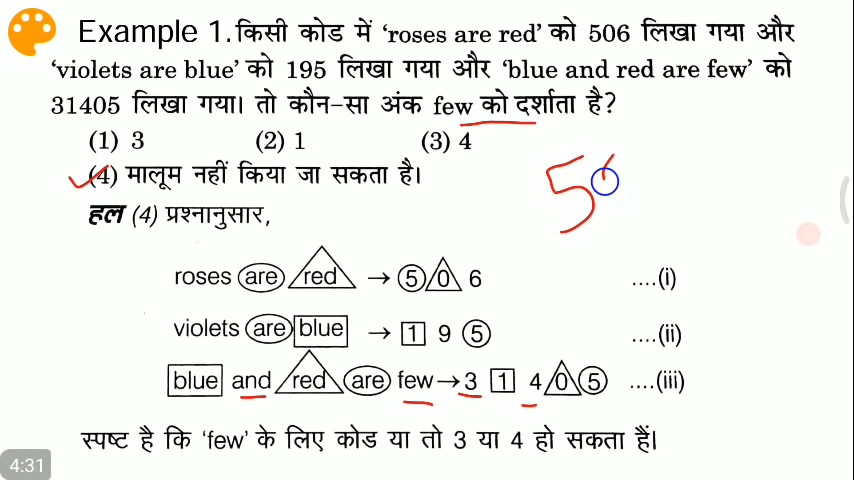 Example 1. किसी कोड में ‘roses are red’ को 506 लिखा गया और
‘violets are blue’ को 195 लिखा गया और ‘blue and red are few’ को
31405 लिखा गया। तो कौन-सा अंक few को दर्शाता है?
(1) 3 (2) 1 (3) 4
(4) मालूम नहीं किया जा सकता है।
हल (4) प्रश्नानुसार,
roses are red → 5 0 6 ....(i)
violets are blue → 1 9 5 ....(ii)
blue and red are few → 3 1 4 0 5 ....(iii)
स्पष्ट है कि ‘few’ के लिए कोड या तो 3 या 4 हो सकता हैं।
5
4:31